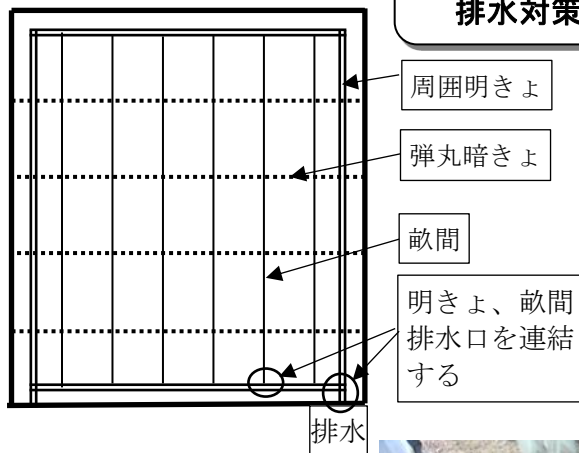 排水対策
周囲明きょ
弾丸暗きょ
畝間
明きょ、畝間
排水口を連結
する
排水